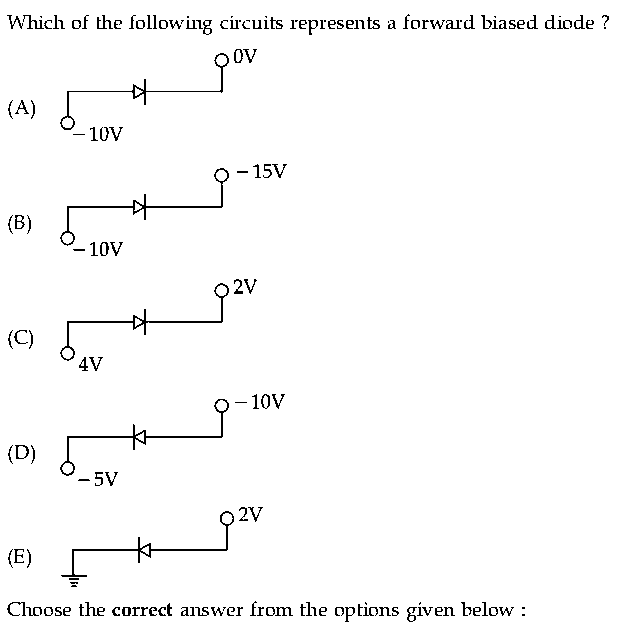 Which of the following circuits represents a forward biased diode ?
0V
(A)
– 10V
– 15V
(B)
– 10V
2V
(C)
4V
– 10V
(D)
– 5V
2V
(E)
Choose the correct answer from the options given below :